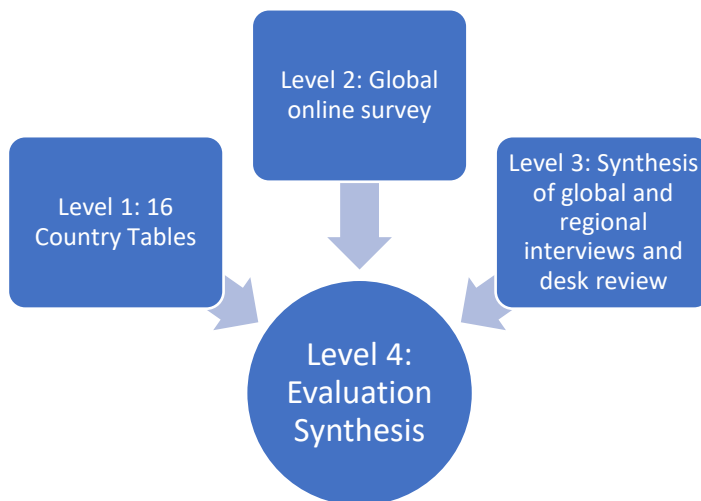 Level 2: Global
online survey
Level 1: 16
Country Tables
Level 3: Synthesis
of global and
regional
interviews and
desk review
Level 4:
Evaluation
Synthesis